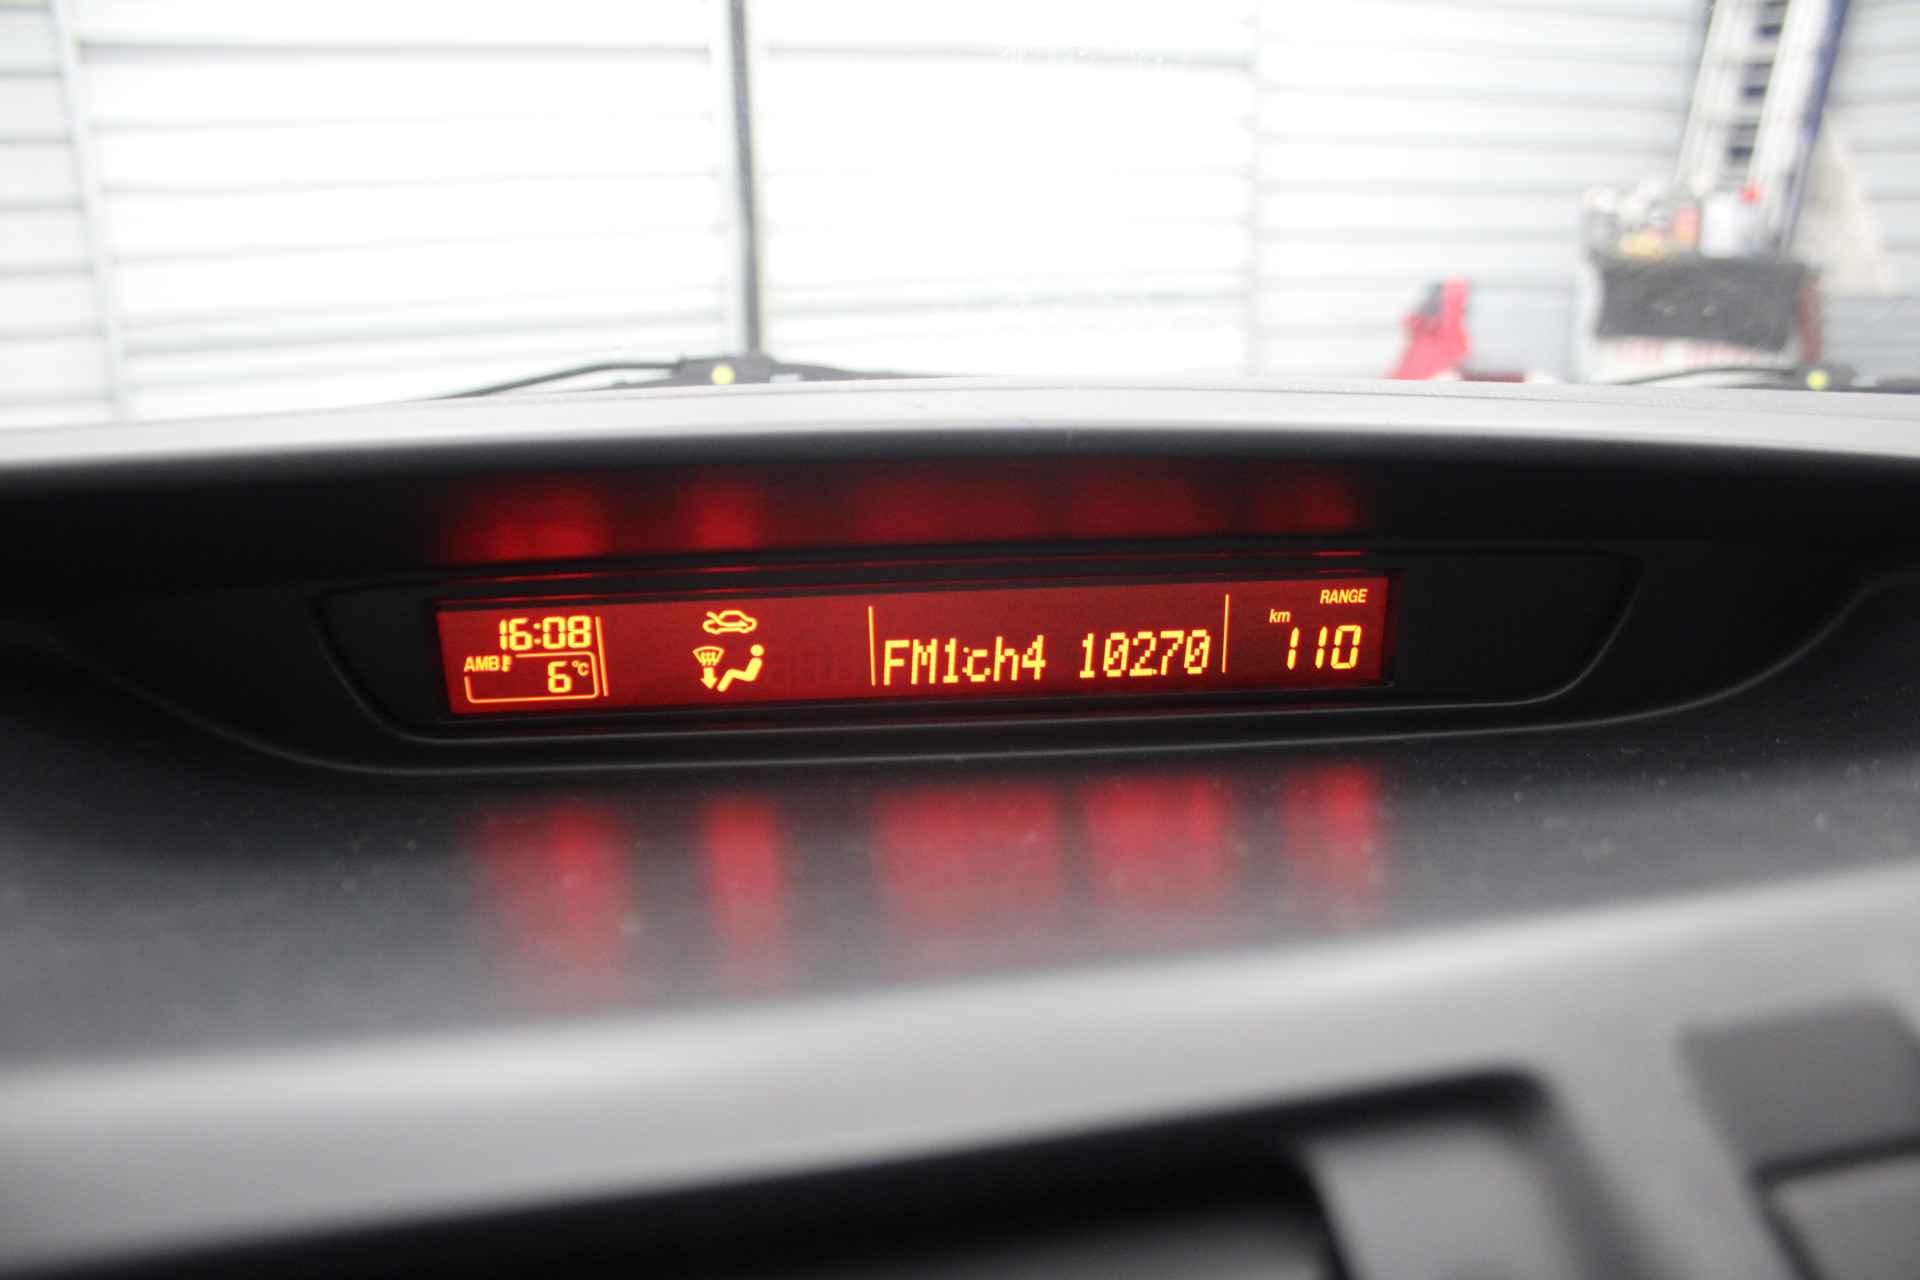 16:08
AMB 6°C
FM1ch4 102.70
RANGE
km
110